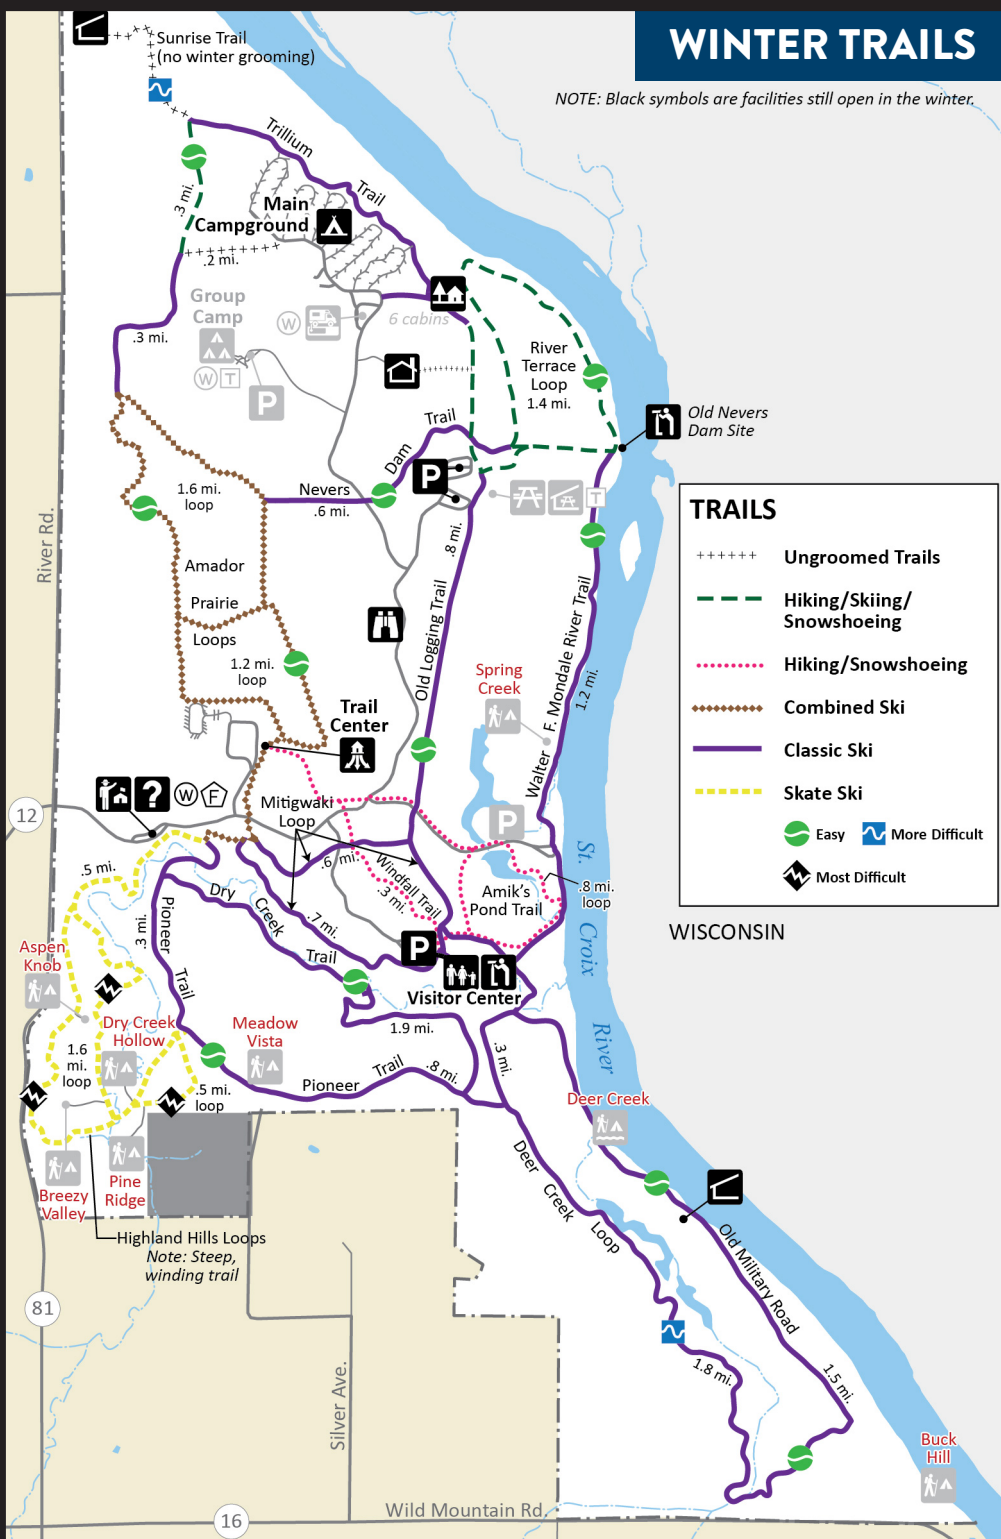 WINTER TRAILS
NOTE: Black symbols are facilities still open in the winter.
Sunrise Trail
(no winter grooming)
Trillium
Trail
.3 mi.
Main
Campground
.2 mi.
Group
Camp
W
6 cabins
.3 mi.
W
T
P
River
Terrace
Loop
1.4 mi.
Old Nevers
Dam Site
Trail
Dam
P
Nevers
.6 mi.
T
1.6 mi.
loop
.8 mi.
River Rd.
Amador
Prairie
Loops
1.2 mi.
loop
Old Logging Trail
Walter F. Mondale River Trail
1.2 mi.
Spring
Creek
TRAILS
Ungroomed Trails
Hiking/Skiing/
Snowshoeing
Hiking/Snowshoeing
Combined Ski
Classic Ski
Skate Ski
Easy
More Difficult
Most Difficult
Trail
Center
?
W
F
12
Mitigwaki
Loop
P
.6 mi.
.5 mi.
Windfall Trail
.3 mi.
Amik's
Pond Trail
.8 mi.
loop
St.
Croix
River
WISCONSIN
Dry
Creek
Trail
.7 mi.
Pioneer
Trail
.3 mi.
P
Visitor Center
Aspen
Knob
1.9 mi.
Dry Creek
Hollow
Meadow
Vista
1.6
mi.
loop
.5 mi.
loop
Pioneer
Trail
.8 mi.
.3 mi.
Deer Creek
Breezy
Valley
Pine
Ridge
Deer
Creek
Loop
Highland Hills Loops
Note: Steep,
winding trail
Old Military Road
81
1.8 mi.
1.5 mi.
Silver Ave.
Buck
Hill
Wild Mountain Rd.
16